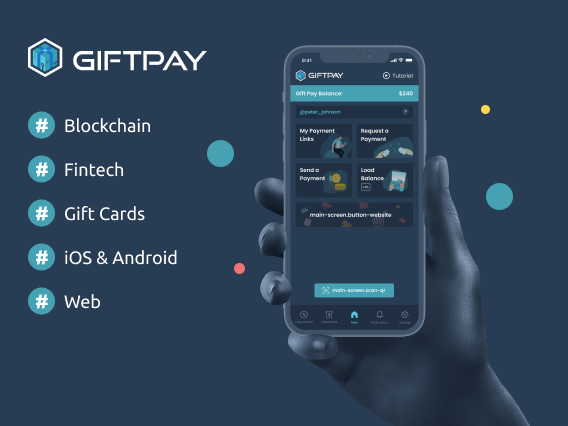 GIFTPAY
# Blockchain
# Fintech
# Gift Cards
# iOS & Android
# Web
9:41
GIFTPAY
Tutorial
Gift Pay Balance: $240
@peter_johnson
My Payment
Links
Request a
Payment
Send a
Payment
Load
Balance
main-screen.button-website
main-screen.scan-qr